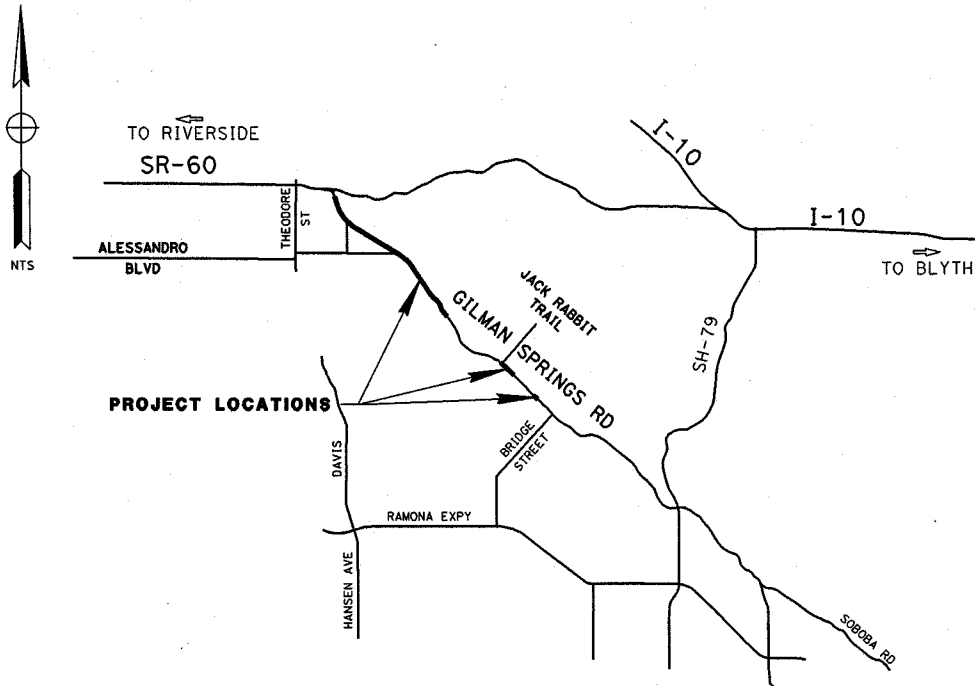 NTS
TO RIVERSIDE
SR-60
THEODORE
ST
ALESSANDRO
BLVD
I-10
I-10
TO BLYTH
JACK RABBIT
TRAIL
GILMAN SPRINGS RD
SH-79
PROJECT LOCATIONS
BRIDGE
STREET
DAVIS
RAMONA EXPY
HANSEN AVE
SOBOBA RD